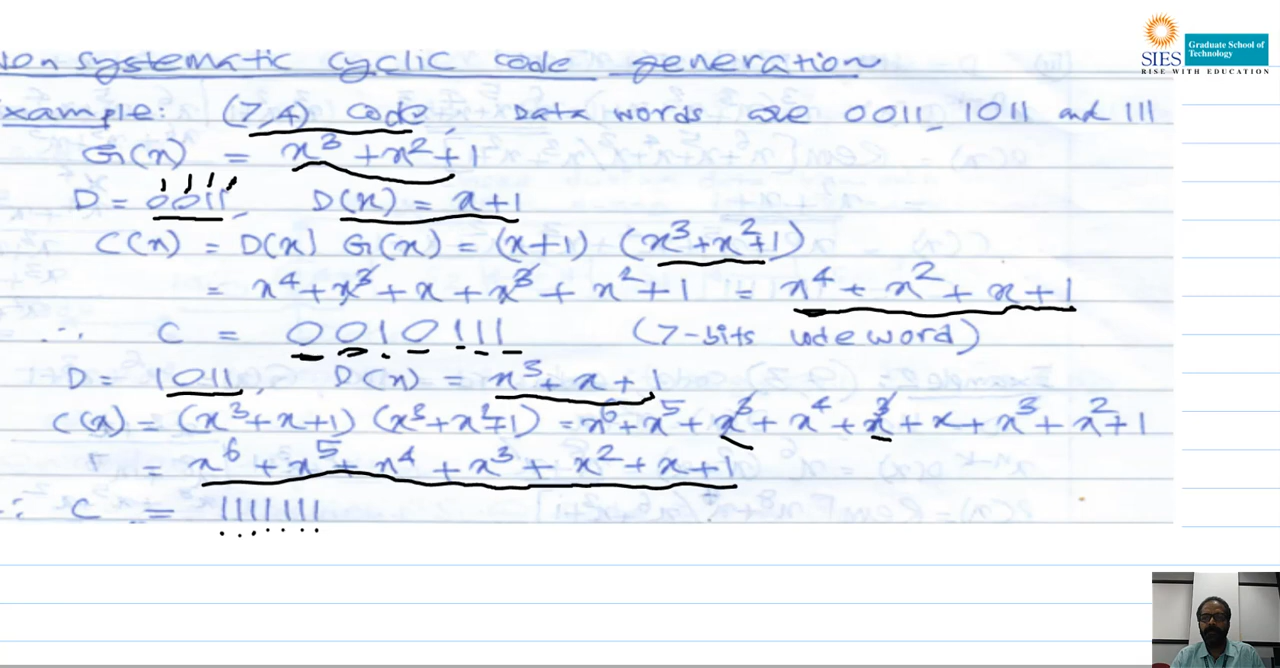 on systematic cyclic code generation
SIES
Graduate School of
Technology
RISE WITH EDUCATION
xample: (7,4) code, Data words are 0011, 1011 and 111
G(x) = x³ + x² + 1
D = 0011, D(x) = x+1
C(x) = D(x) G(x) = (x+1) (x³+x²+1)
= x⁴ + x³ + x + x³ + x² + 1 = x⁴ + x² + x + 1
∴ C = 0010111 (7-bits codeword)
D = 1011, D(x) = x³ + x + 1
C(x) = (x³+x+1) (x³+x²+1) = x⁶ + x⁵ + x³ + x⁴ + x³ + x + x³ + x² + 1
= x⁶ + x⁵ + x⁴ + x³ + x² + x + 1
∴ C = 1111111